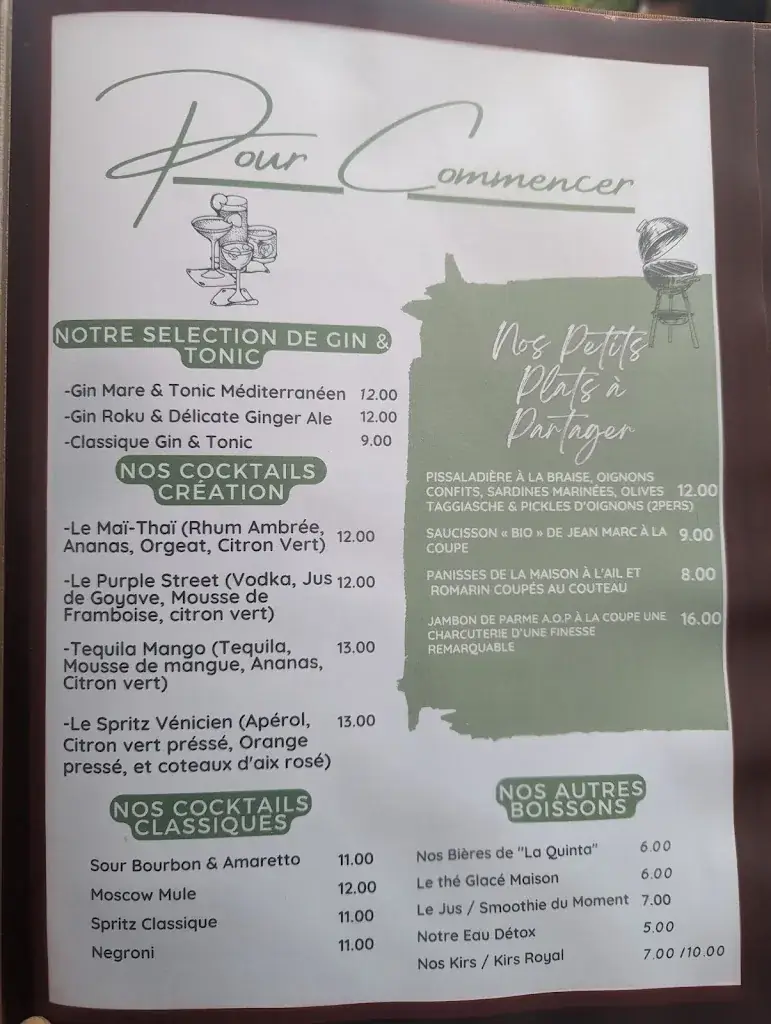 Pour Commencer
NOTRE SELECTION DE GIN &
TONIC
-Gin Mare & Tonic Méditerranéen 12.00
-Gin Roku & Délicate Ginger Ale 12.00
-Classique Gin & Tonic 9.00
NOS COCKTAILS
CRÉATION
-Le Maï-Thaï (Rhum Ambrée, 12.00
Ananas, Orgeat, Citron Vert)
-Le Purple Street (Vodka, Jus 12.00
de Goyave, Mousse de
Framboise, citron vert)
-Tequila Mango (Tequila, 13.00
Mousse de mangue, Ananas,
Citron vert)
-Le Spritz Vénicien (Apérol, 13.00
Citron vert préssé, Orange
pressé, et coteaux d'aix rosé)
NOS COCKTAILS
CLASSIQUES
Sour Bourbon & Amaretto 11.00
Moscow Mule 12.00
Spritz Classique 11.00
Negroni 11.00
Nos Petits
Plats à
Partager
PISSALADIÈRE À LA BRAISE, OIGNONS
CONFITS, SARDINES MARINÉES, OLIVES 12.00
TAGGIASCHE & PICKLES D'OIGNONS (2PERS)
SAUCISSON « BIO » DE JEAN MARC À LA 9.00
COUPE
PANISSES DE LA MAISON À L'AIL ET 8.00
ROMARIN COUPÉS AU COUTEAU
JAMBON DE PARME A.O.P À LA COUPE UNE 16.00
CHARCUTERIE D'UNE FINESSE
REMARQUABLE
NOS AUTRES
BOISSONS
Nos Bières de "La Quinta" 6.00
Le thé Glacé Maison 6.00
Le Jus / Smoothie du Moment 7.00
Notre Eau Détox 5.00
Nos Kirs / Kirs Royal 7.00 /10.00